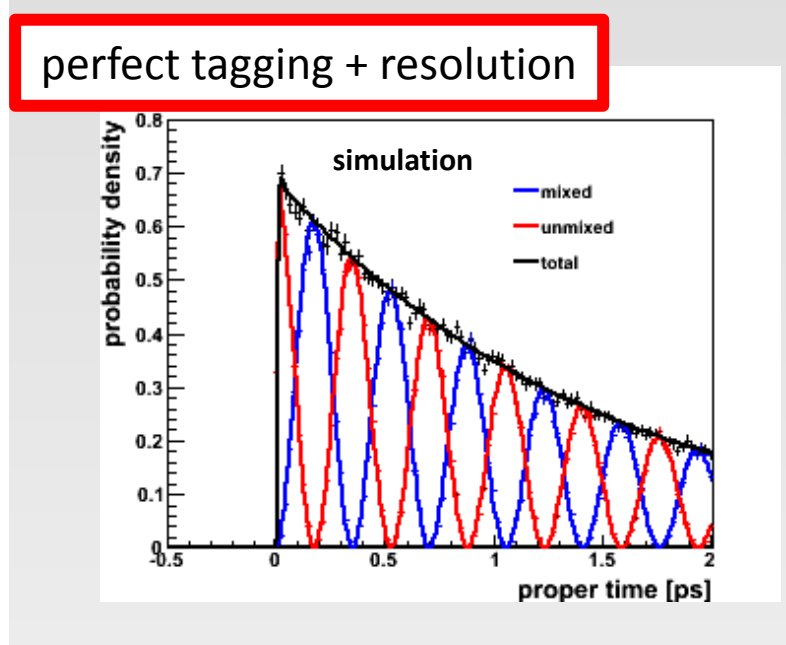 perfect tagging + resolution
simulation
mixed
unmixed
total
probability density
0.8
0.7
0.6
0.5
0.4
0.3
0.2
0.1
0
-0.5
0
0.5
1
1.5
2
proper time [ps]